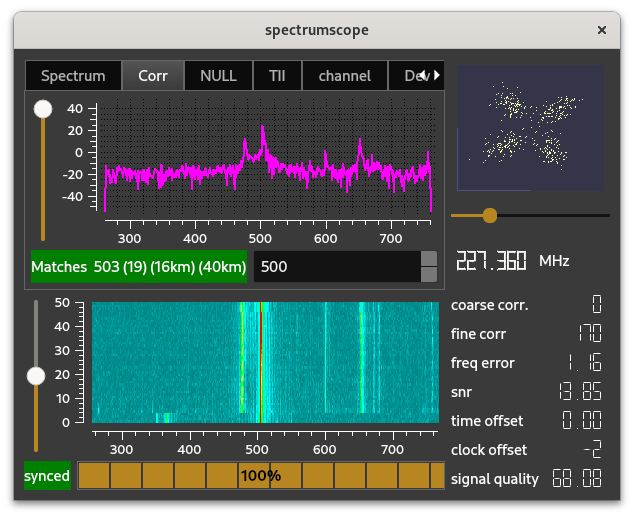 spectrumscope ×
Spectrum Corr NULL TII channel Dev
40
20
0
-20
-40
300 400 500 600 700
Matches 503 (19) (16km) (40km) 500
227.360 MHz
coarse corr. 0
fine corr 170
freq error 1.16
snr 13.85
time offset 0.00
clock offset -2
signal quality 68.08
50
40
30
20
10
0
300 400 500 600 700
synced 100%